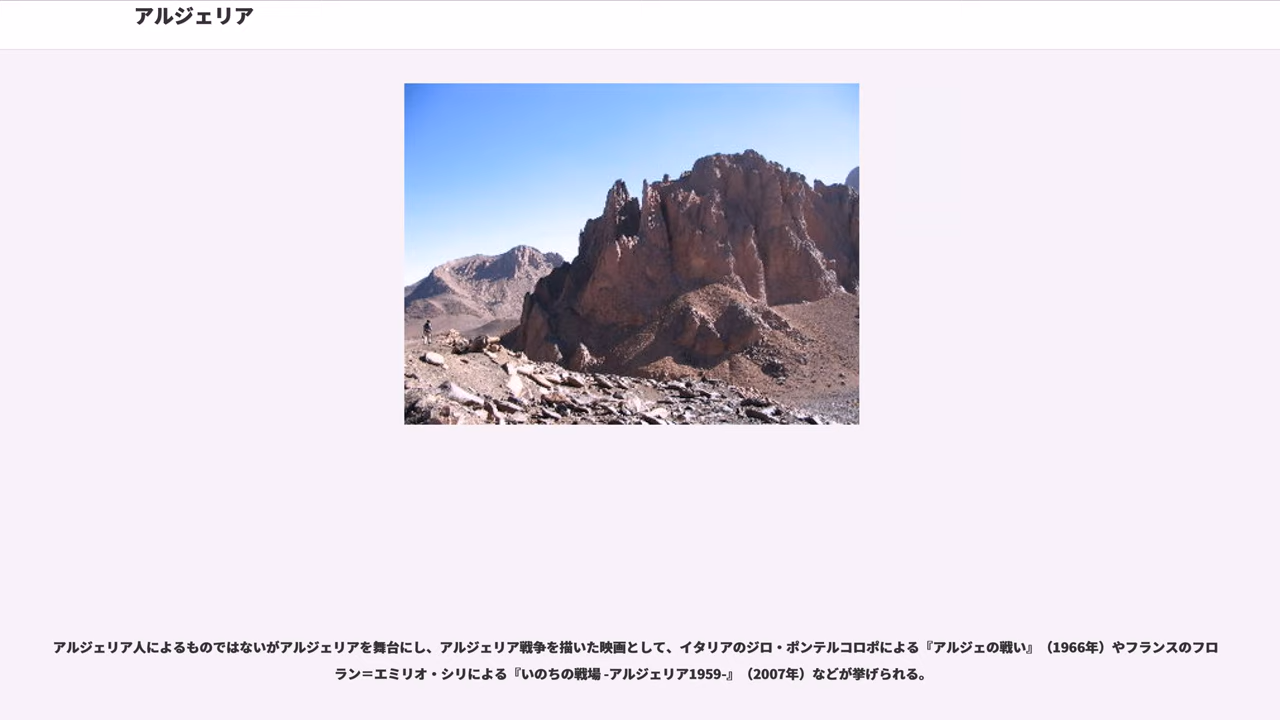 アルジェリア
アルジェリア人によるものではないがアルジェリアを舞台にし、アルジェリア戦争を描いた映画として、イタリアのジロ・ポンテルコロポによる『アルジェの戦い』（1966年）やフランスのフロ
ラン＝エミリオ・シリによる『いのちの戦場 -アルジェリア1959-』（2007年）などが挙げられる。